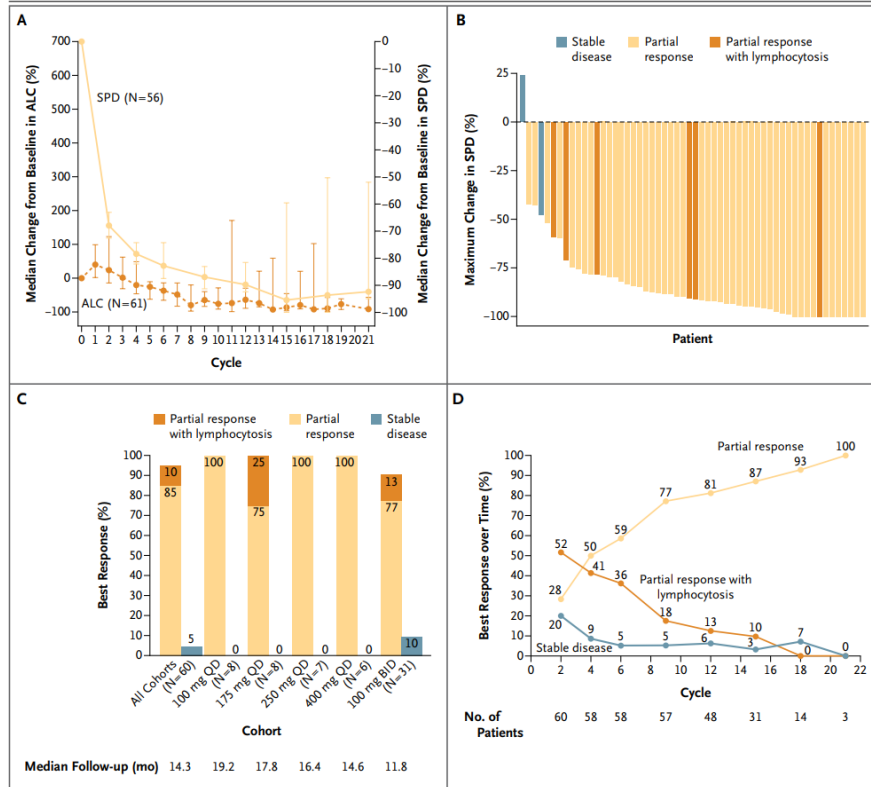 A
Median Change from Baseline in ALC (%)
700
600
500
400
300
200
100
0
−100
SPD (N=56)
ALC (N=61)
0
−10
−20
−30
−40
−50
−60
−70
−80
−90
−100
Median Change from Baseline in SPD (%)
0 1 2 3 4 5 6 7 8 9 10 11 12 13 14 15 16 17 18 19 20 21
Cycle
B
Stable disease
Partial response
Partial response with lymphocytosis
Maximum Change in SPD (%)
25
0
−25
−50
−75
−100
Patient
C
Partial response with lymphocytosis
Partial response
Stable disease
Best Response (%)
100
90
80
70
60
50
40
30
20
10
0
10
85
5
100
0
25
75
0
100
0
100
0
13
77
10
All Cohorts (N=60)
100 mg QD (N=8)
175 mg QD (N=8)
250 mg QD (N=7)
400 mg QD (N=6)
100 mg BID (N=31)
Cohort
Median Follow-up (mo) 14.3 19.2 17.8 16.4 14.6 11.8
D
Best Response over Time (%)
100
90
80
70
60
50
40
30
20
10
0
Partial response
28 50 59 77 81 87 93 100
Partial response with lymphocytosis
52 41 36 18 13 10 0
Stable disease
20 9 5 5 6 3 7 0
0 2 4 6 8 10 12 14 16 18 20 22
Cycle
No. of Patients 60 58 58 57 48 31 14 3